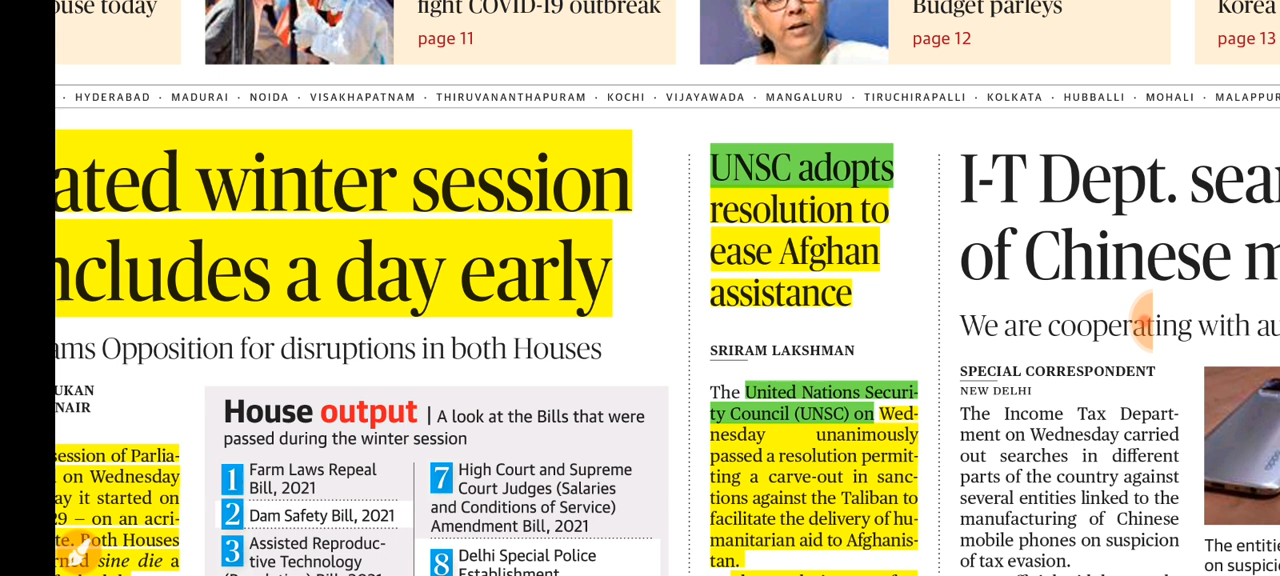 ouse today
fight COVID-19 outbreak
page 11
Budget parleys
page 12
Korea
page 13
· HYDERABAD · MADURAI · NOIDA · VISAKHAPATNAM · THIRUVANANTHAPURAM · KOCHI · VIJAYAWADA · MANGALURU · TIRUCHIRAPALLI · KOLKATA · HUBBALLI · MOHALI · MALAPPUR
ated winter session
ncludes a day early
ams Opposition for disruptions in both Houses
UKAN
NAIR
session of Parlia-
on Wednesday
ay it started on
29 – on an acri-
te. Both Houses
rned sine die a
House output | A look at the Bills that were
passed during the winter session
1 Farm Laws Repeal
Bill, 2021
2 Dam Safety Bill, 2021
3 Assisted Reproduc-
tive Technology
7 High Court and Supreme
Court Judges (Salaries
and Conditions of Service)
Amendment Bill, 2021
8 Delhi Special Police
Establishment
UNSC adopts
resolution to
ease Afghan
assistance
SRIRAM LAKSHMAN
The United Nations Securi-
ty Council (UNSC) on Wed-
nesday unanimously
passed a resolution permit-
ting a carve-out in sanc-
tions against the Taliban to
facilitate the delivery of hu-
manitarian aid to Afghanis-
tan.
I-T Dept. sear
of Chinese m
We are cooperating with au
SPECIAL CORRESPONDENT
NEW DELHI
The Income Tax Depart-
ment on Wednesday carried
out searches in different
parts of the country against
several entities linked to the
manufacturing of Chinese
mobile phones on suspicion
of tax evasion.
The entitie
on suspicio